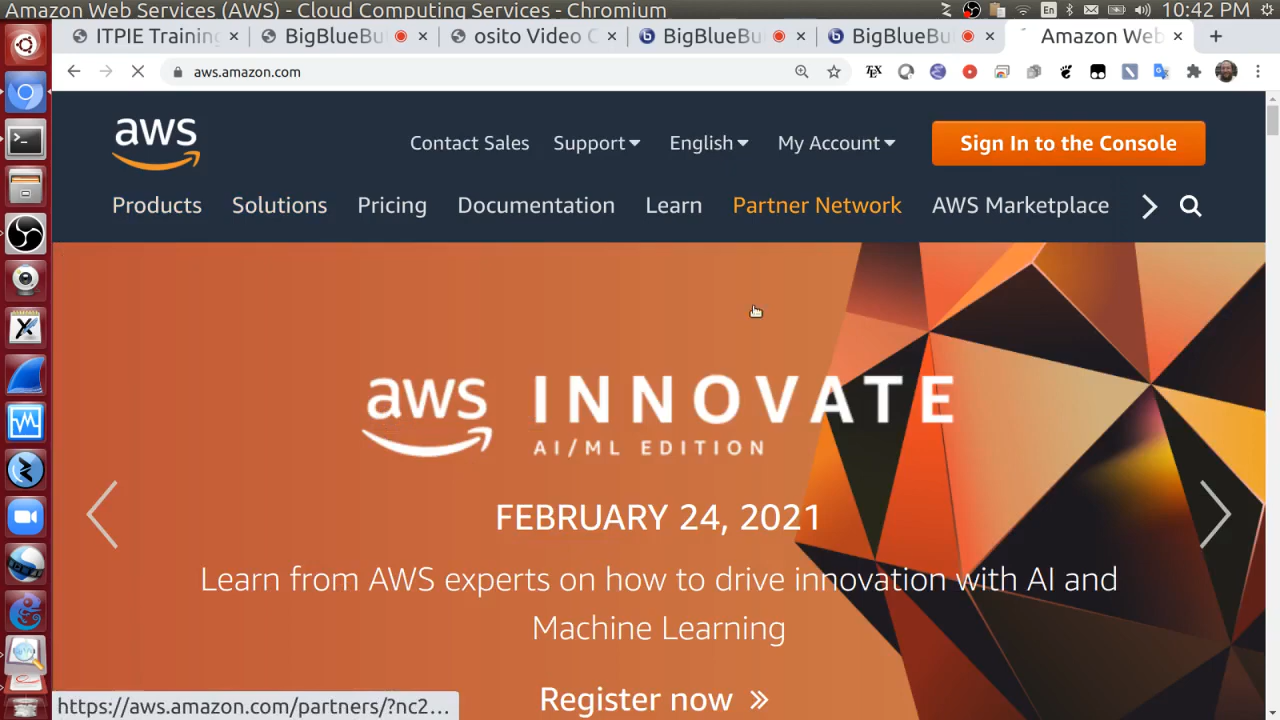 Amazon Web Services (AWS) - Cloud Computing Services - Chromium
En
10:42 PM
ITPIE Training
BigBlueBu
osito Video C
BigBlueBu
BigBlueBu
Amazon Web
aws.amazon.com
aws
Contact Sales
Support
English
My Account
Sign In to the Console
Products
Solutions
Pricing
Documentation
Learn
Partner Network
AWS Marketplace
aws INNOVATE
AI/ML EDITION
FEBRUARY 24, 2021
Learn from AWS experts on how to drive innovation with AI and
Machine Learning
Register now »
https://aws.amazon.com/partners/?nc2...